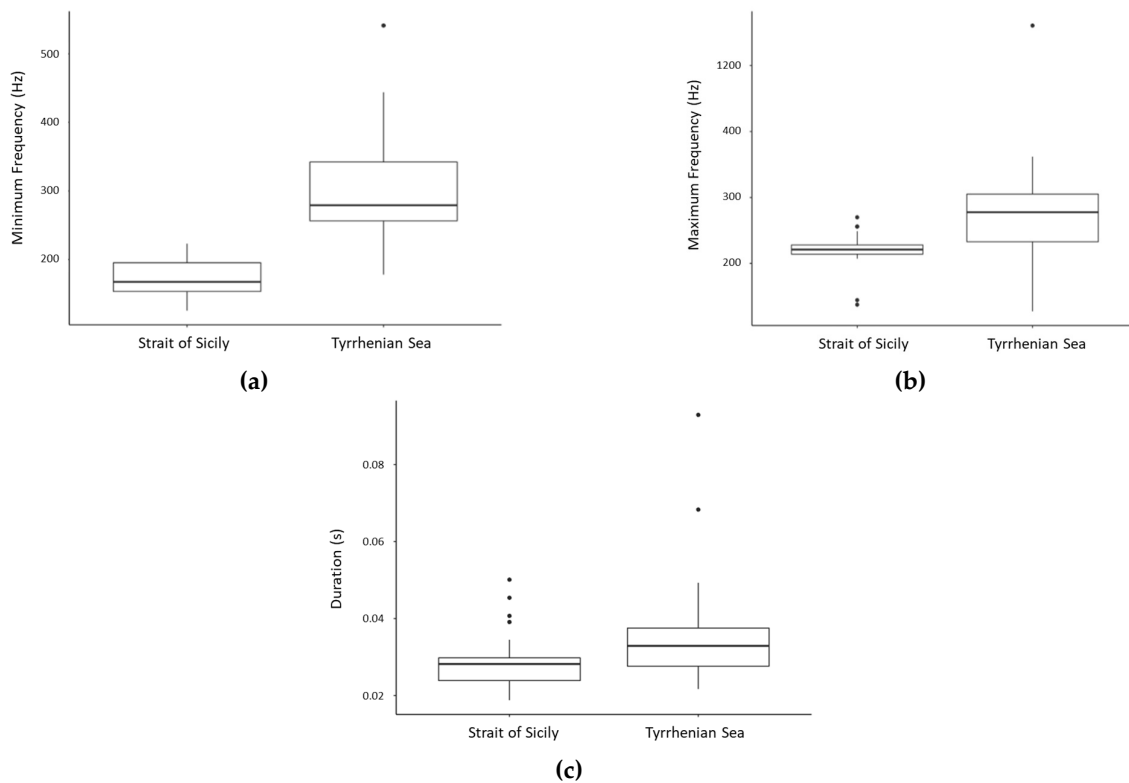 Minimum Frequency (Hz)
500
400
300
200
Strait of Sicily
Tyrrhenian Sea
(a)
Maximum Frequency (Hz)
1200
400
300
200
Strait of Sicily
Tyrrhenian Sea
(b)
Duration (s)
0.08
0.06
0.04
0.02
Strait of Sicily
Tyrrhenian Sea
(c)